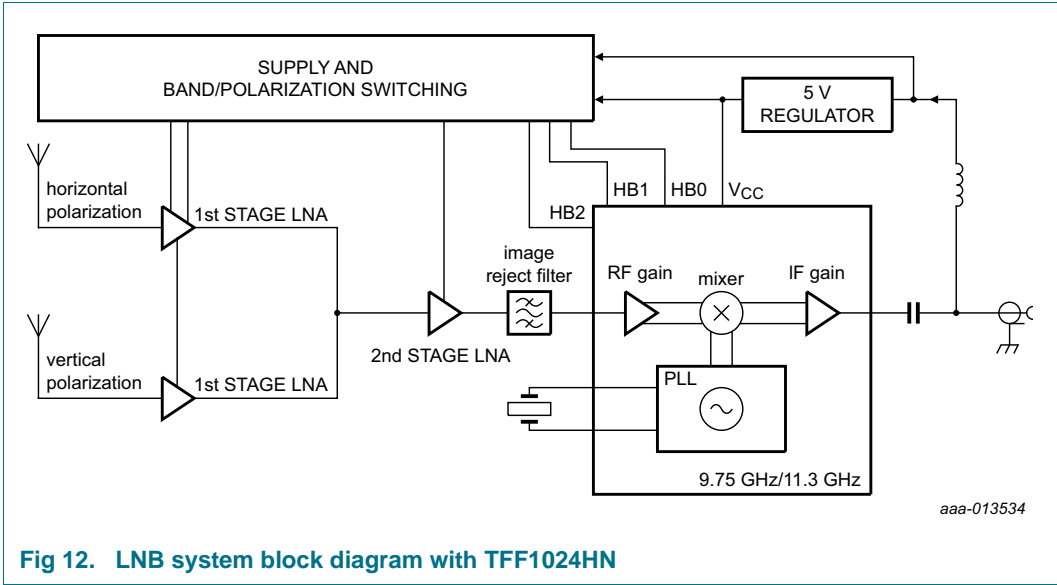 SUPPLY AND
BAND/POLARIZATION SWITCHING
5 V
REGULATOR
horizontal
polarization
1st STAGE LNA
HB1
HB0
VCC
HB2
image
reject filter
RF gain
mixer
IF gain
2nd STAGE LNA
vertical
polarization
1st STAGE LNA
PLL
9.75 GHz/11.3 GHz
aaa-013534
Fig 12. LNB system block diagram with TFF1024HN